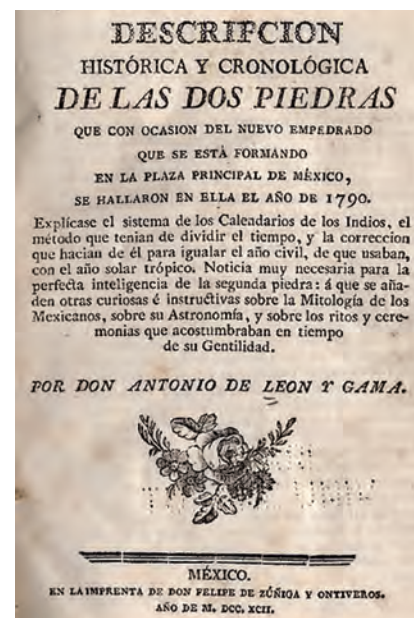 DESCRIPCION
HISTÓRICA Y CRONOLÓGICA
DE LAS DOS PIEDRAS
QUE CON OCASION DEL NUEVO EMPEDRADO
QUE SE ESTÁ FORMANDO
EN LA PLAZA PRINCIPAL DE MÉXICO,
SE HALLARON EN ELLA EL AÑO DE 1790.
Explícase el sistema de los Calendarios de los Indios, el
método que tenian de dividir el tiempo, y la correccion
que hacian de él para igualar el año civil, de que usaban,
con el año solar trópico. Noticia muy necesaria para la
perfecta inteligencia de la segunda piedra: á que se aña-
den otras curiosas é instructivas sobre la Mitología de los
Mexicanos, sobre su Astronomía, y sobre los ritos y cere-
monias que acostumbraban en tiempo
de su Gentilidad.
POR DON ANTONIO DE LEON Y GAMA.
MÉXICO.
EN LA IMPRENTA DE DON FELIPE DE ZÚÑIGA Y ONTIVEROS.
AÑO DE M. DCC. XCII.